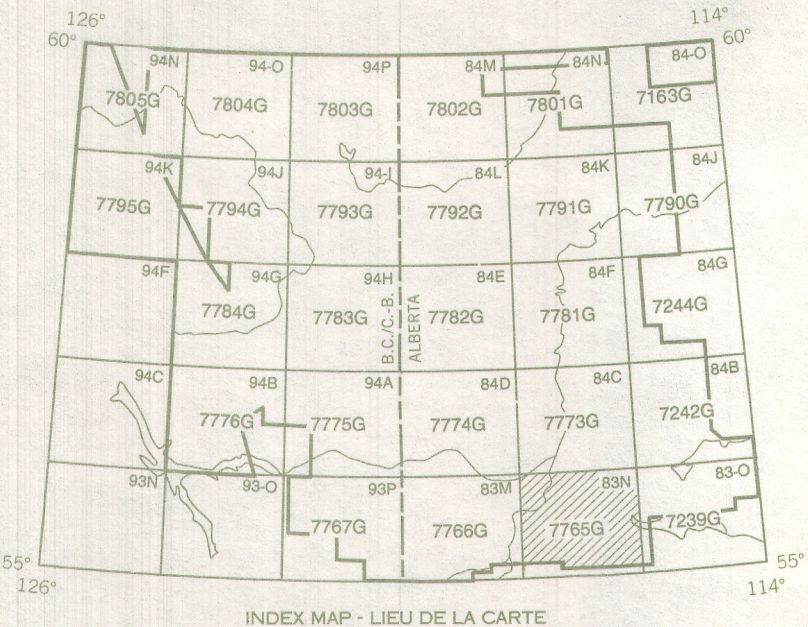 126° 114°
60° 60°
94N 94-O 94P 84M 84N 84-O
7805G 7804G 7803G 7802G 7801G 7163G
94K 94J 94-I 84L 84K 84J
7795G 7794G 7793G 7792G 7791G 7790G
94F 94G 94H 84E 84F 84G
7784G 7783G 7782G 7781G 7244G
B.C./C.-B.
ALBERTA
94C 94B 94A 84D 84C 84B
7776G 7775G 7774G 7773G 7242G
93N 93-O 93P 83M 83N 83-O
7767G 7766G 7765G 7239G
55° 55°
126° 114°
INDEX MAP - LIEU DE LA CARTE